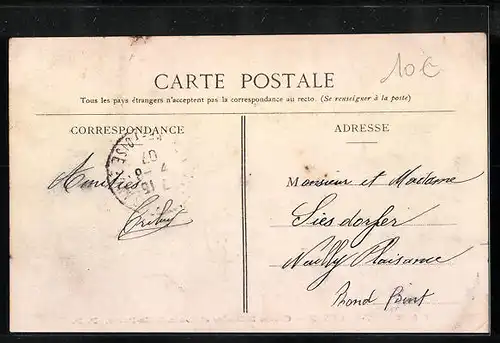 10 €
CARTE POSTALE
Tous les pays étrangers n'acceptent pas la correspondance au recto. (Se renseigner à la poste)
CORRESPONDANCE
ADRESSE
Amitiés
Monsieur et Madame
Siesdorfer
Neuilly Plaisance
Rond Point